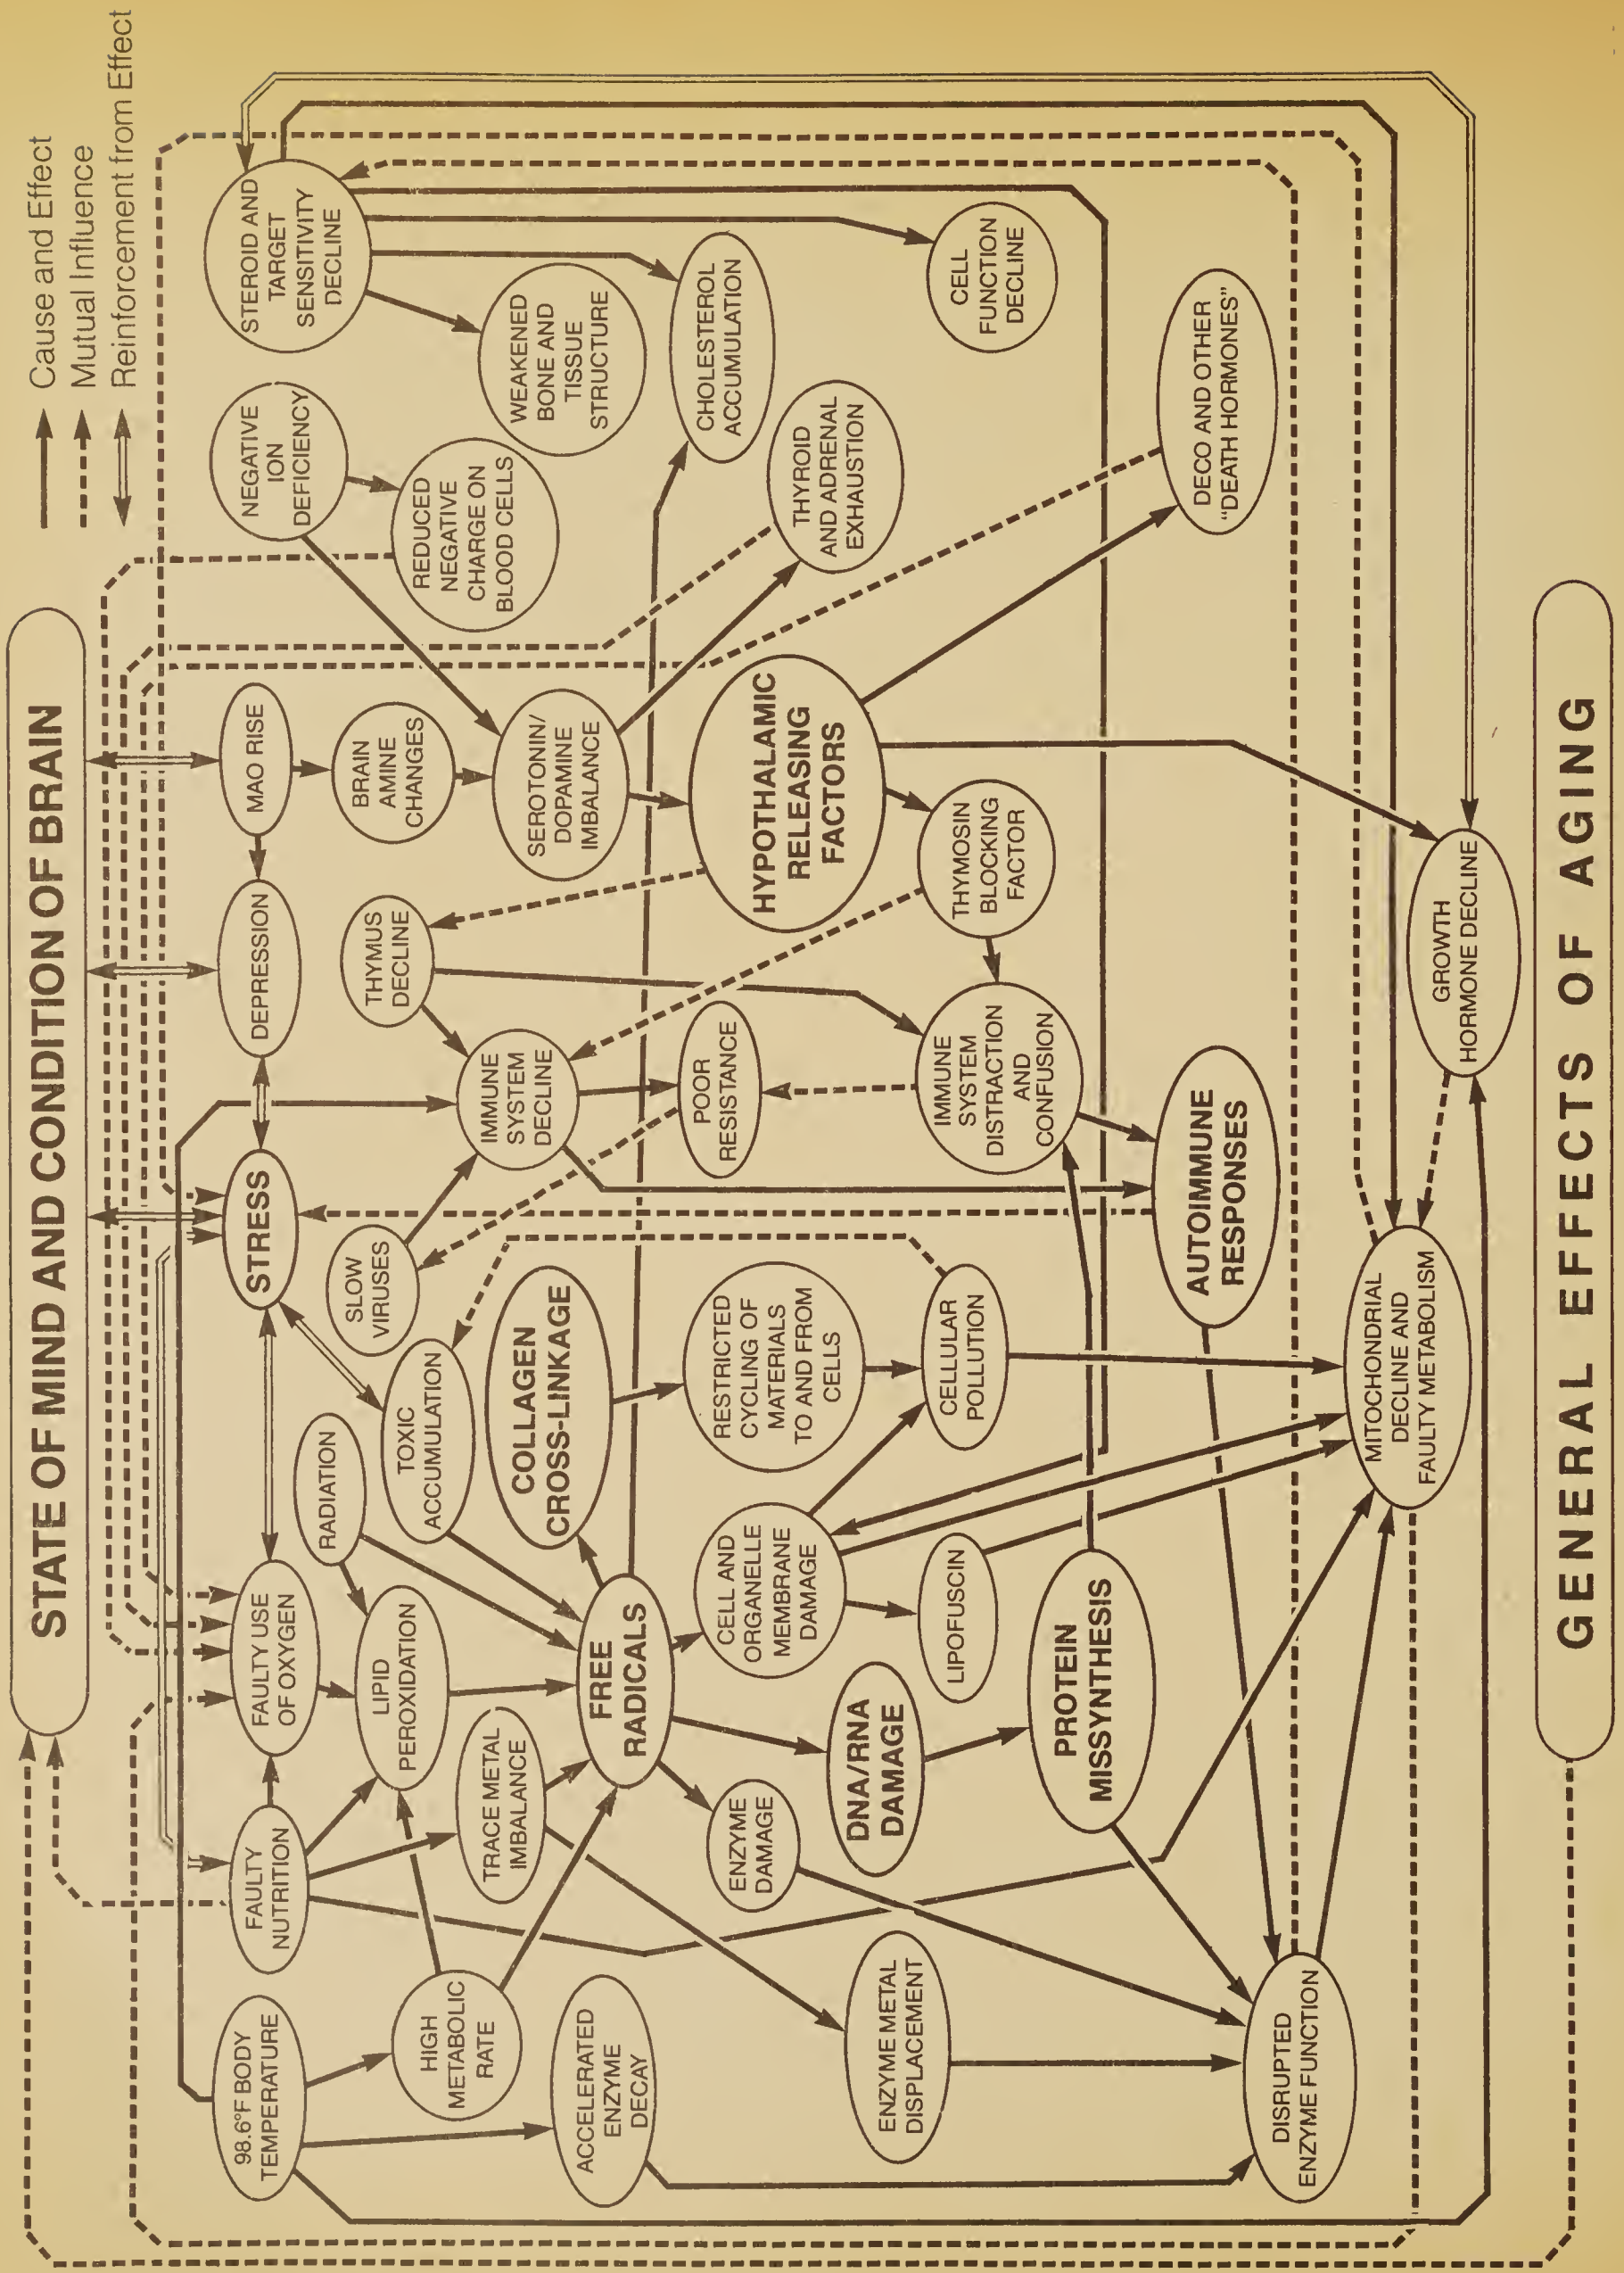 STATE OF MIND AND CONDITION OF BRAIN
Cause and Effect
Mutual Influence
Reinforcement from Effect
98.6°F BODY
TEMPERATURE
FAULTY
NUTRITION
FAULTY USE
OF OXYGEN
STRESS
DEPRESSION
MAO RISE
NEGATIVE
ION
DEFICIENCY
STEROID AND
TARGET
SENSITIVITY
DECLINE
RADIATION
SLOW
VIRUSES
THYMUS
DECLINE
BRAIN
AMINE
CHANGES
HIGH
METABOLIC
RATE
LIPID
PEROXIDATION
TOXIC
ACCUMULATION
REDUCED
NEGATIVE
CHARGE ON
BLOOD CELLS
TRACE METAL
IMBALANCE
COLLAGEN
CROSS-LINKAGE
IMMUNE
SYSTEM
DECLINE
SEROTONIN/
DOPAMINE
IMBALANCE
WEAKENED
BONE AND
TISSUE
STRUCTURE
ACCELERATED
ENZYME
DECAY
FREE
RADICALS
POOR
RESISTANCE
CHOLESTEROL
ACCUMULATION
ENZYME
DAMAGE
CELL AND
ORGANELLE
MEMBRANE
DAMAGE
RESTRICTED
CYCLING OF
MATERIALS
TO AND FROM
CELLS
HYPOTHALAMIC
RELEASING
FACTORS
THYROID
AND ADRENAL
EXHAUSTION
ENZYME METAL
DISPLACEMENT
DNA/RNA
DAMAGE
LIPOFUSCIN
CELLULAR
POLLUTION
IMMUNE
SYSTEM
DISTRACTION
AND
CONFUSION
THYMOSIN
BLOCKING
FACTOR
CELL
FUNCTION
DECLINE
PROTEIN
MISSYNTHESIS
AUTOIMMUNE
RESPONSES
DECO AND OTHER
"DEATH HORMONES"
DISRUPTED
ENZYME FUNCTION
MITOCHONDRIAL
DECLINE AND
FAULTY METABOLISM
GROWTH
HORMONE DECLINE
GENERAL EFFECTS OF AGING